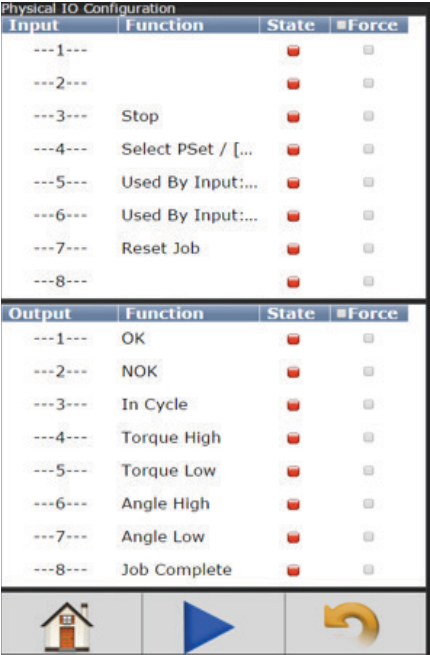 Physical IO Configuration
Input Function State Force
---1---
---2---
---3--- Stop
---4--- Select PSet / [...
---5--- Used By Input:...
---6--- Used By Input:...
---7--- Reset Job
---8---
Output Function State Force
---1--- OK
---2--- NOK
---3--- In Cycle
---4--- Torque High
---5--- Torque Low
---6--- Angle High
---7--- Angle Low
---8--- Job Complete